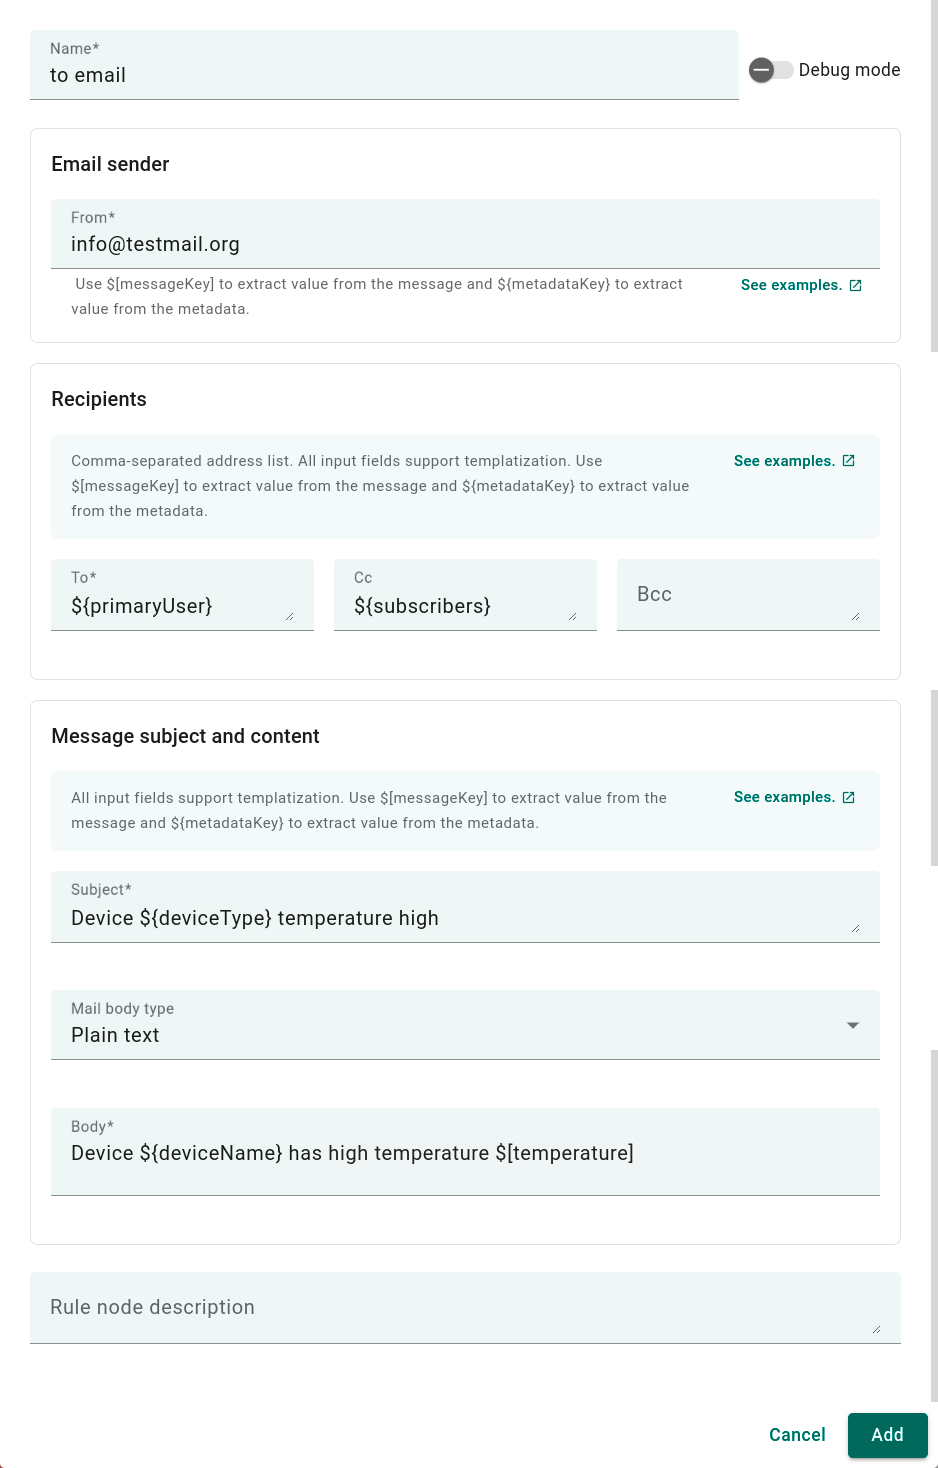 Name*
to email
Debug mode
Email sender
From*
info@testmail.org
Use $[messageKey] to extract value from the message and ${metadataKey} to extract
value from the metadata.
See examples.
Recipients
Comma-separated address list. All input fields support templatization. Use
$[messageKey] to extract value from the message and ${metadataKey} to extract value
from the metadata.
See examples.
To*
${primaryUser}
Cc
${subscribers}
Bcc
Message subject and content
All input fields support templatization. Use $[messageKey] to extract value from the
message and ${metadataKey} to extract value from the metadata.
See examples.
Subject*
Device ${deviceType} temperature high
Mail body type
Plain text
Body*
Device ${deviceName} has high temperature $[temperature]
Rule node description
Cancel
Add